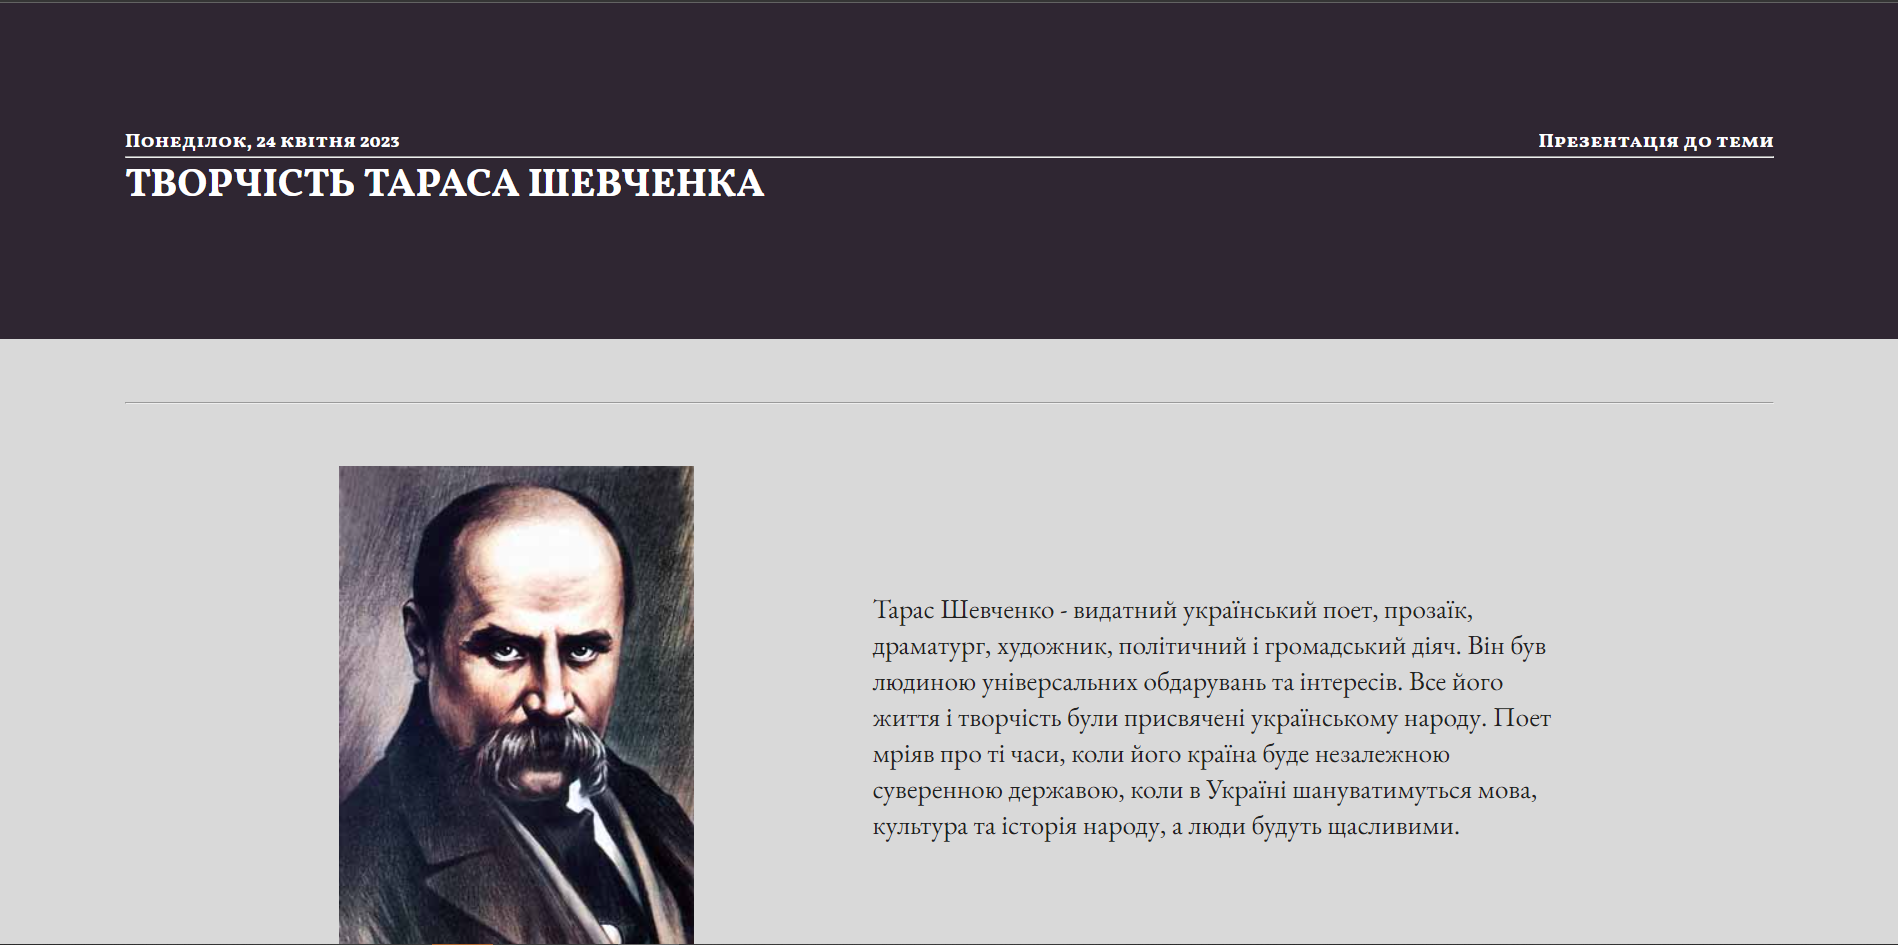 Понеділок, 24 квітня 2023
Презентація до теми
ТВОРЧІСТЬ ТАРАСА ШЕВЧЕНКА
Тарас Шевченко - видатний український поет, прозаїк,
драматург, художник, політичний і громадський діяч. Він був
людиною універсальних обдарувань та інтересів. Все його
життя і творчість були присвячені українському народу. Поет
мріяв про ті часи, коли його країна буде незалежною
суверенною державою, коли в Україні шануватимуться мова,
культура та історія народу, а люди будуть щасливими.